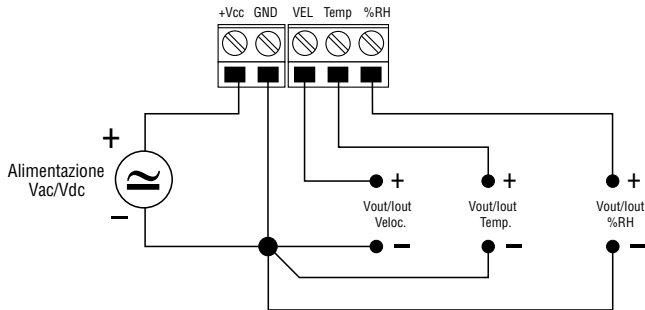 +Vcc GND VEL Temp %RH
+
Alimentazione
Vac/Vdc
−
+ + +
Vout/Iout Vout/Iout Vout/Iout
Veloc. Temp. %RH
− − −